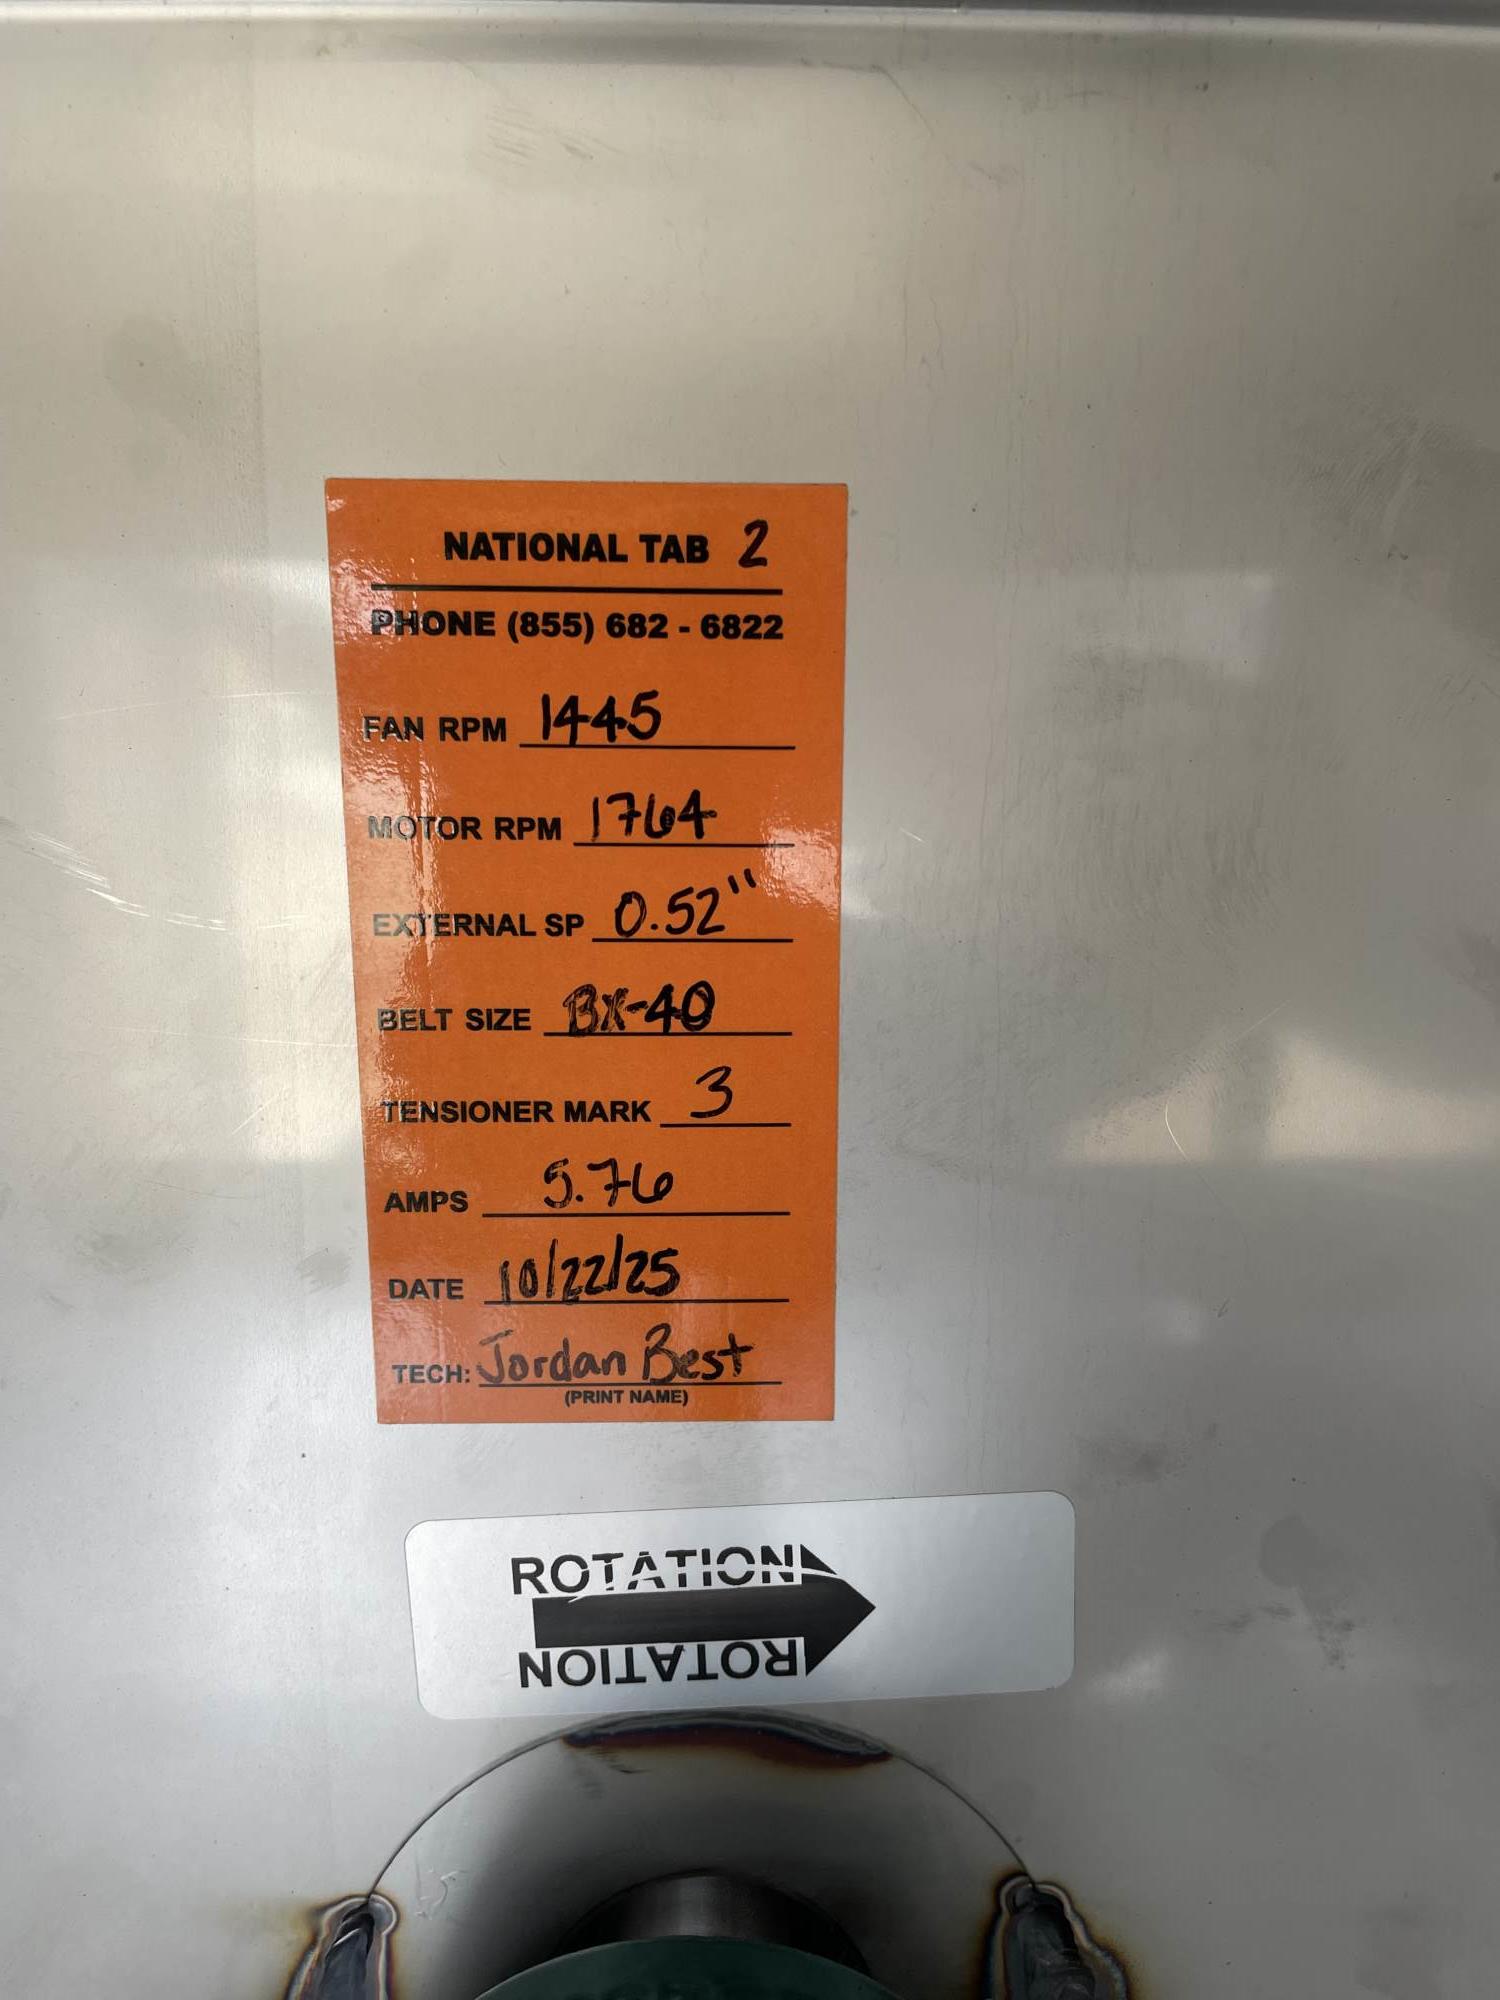 NATIONAL TAB 2
PHONE (855) 682 - 6822
FAN RPM 1445
MOTOR RPM 1764
EXTERNAL SP 0.52"
BELT SIZE BX-40
TENSIONER MARK 3
AMPS 5.76
DATE 10/22/25
TECH: Jordan Best
(PRINT NAME)
ROTATION
ROTATION